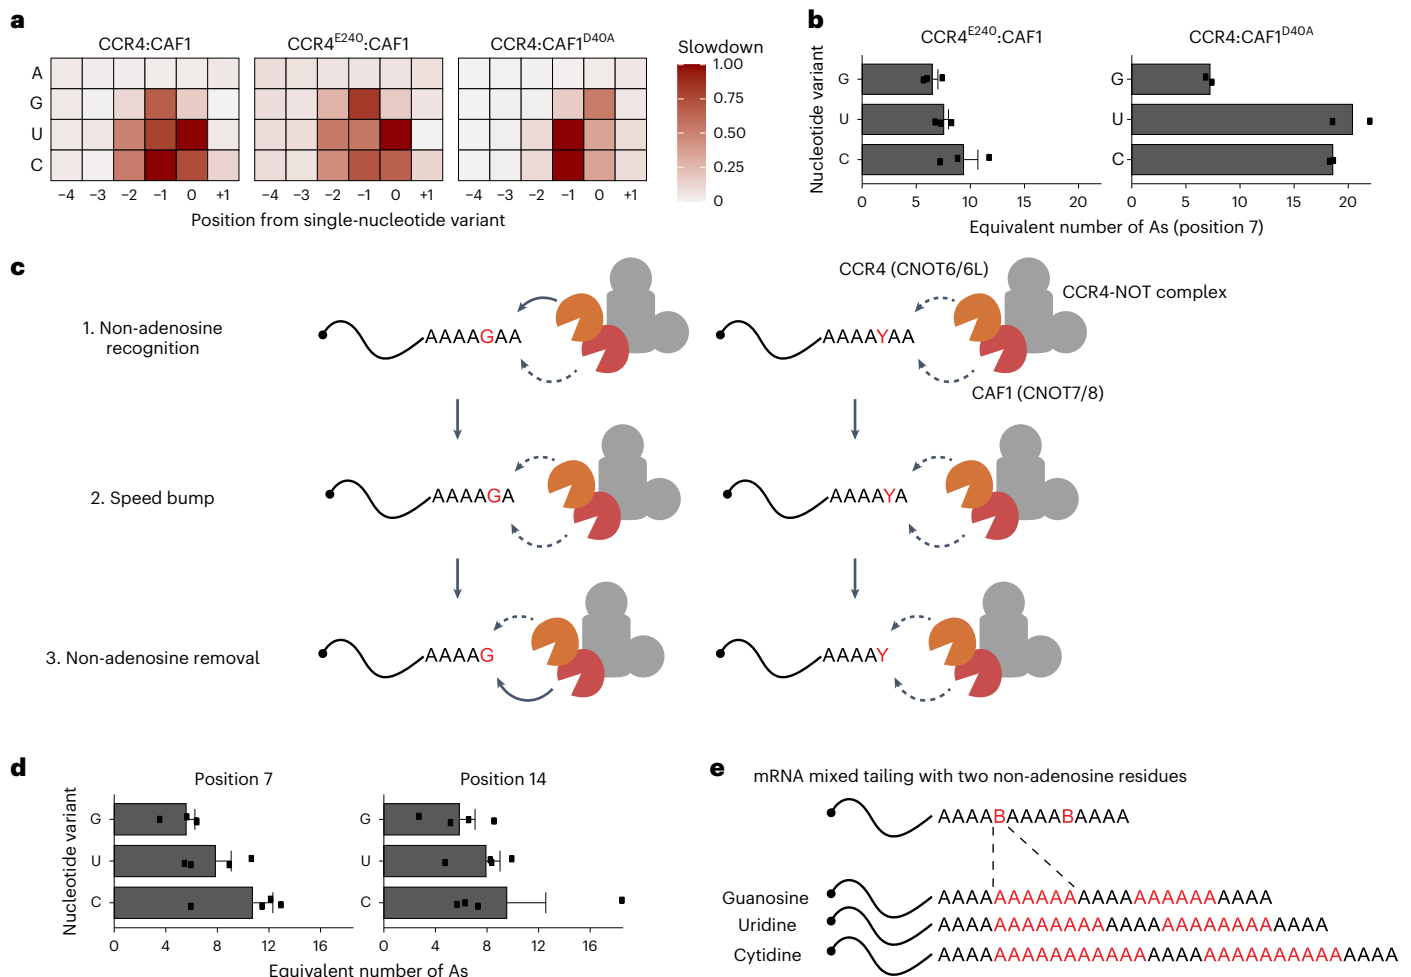 a
CCR4:CAF1
CCR4E240:CAF1
CCR4:CAF1D40A
Slowdown
A
G
U
C
−4 −3 −2 −1 0 +1
−4 −3 −2 −1 0 +1
−4 −3 −2 −1 0 +1
Position from single-nucleotide variant
1.00
0.75
0.50
0.25
0
b
CCR4E240:CAF1
CCR4:CAF1D40A
Nucleotide variant
G
U
C
G
U
C
0 5 10 15 20
0 5 10 15 20
Equivalent number of As (position 7)
c
1. Non-adenosine
recognition
AAAAGAA
CCR4 (CNOT6/6L)
CCR4-NOT complex
AAAAYAA
CAF1 (CNOT7/8)
2. Speed bump
AAAAGA
AAAAYA
3. Non-adenosine removal
AAAAG
AAAAY
d
Position 7
Position 14
Nucleotide variant
G
U
C
G
U
C
0 4 8 12 16
0 4 8 12 16
Equivalent number of As
e
mRNA mixed tailing with two non-adenosine residues
AAAABAAAABAAAA
Guanosine AAAAAAAAAAAAAAAAAAAAAAAA
Uridine AAAAAAAAAAAAAAAAAAAAAAAAAAAA
Cytidine AAAAAAAAAAAAAAAAAAAAAAAAAAAAAAAAA